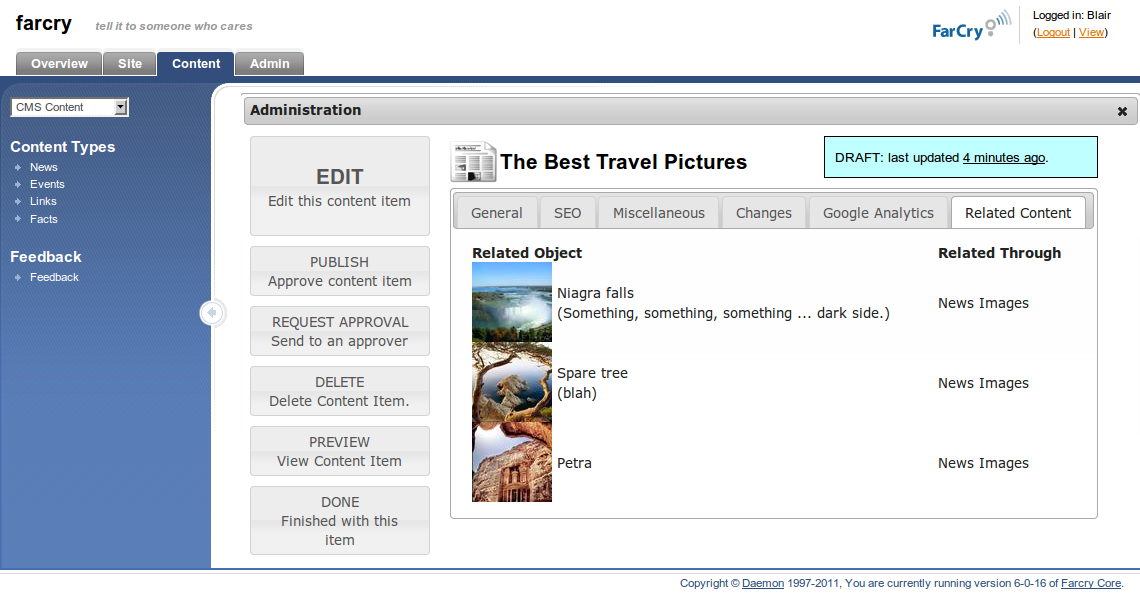 farcry
tell it to someone who cares
FarCry
Logged in: Blair
(Logout | View)
Overview
Site
Content
Admin
CMS Content
Content Types
News
Events
Links
Facts
Feedback
Feedback
Administration
EDIT
Edit this content item
PUBLISH
Approve content item
REQUEST APPROVAL
Send to an approver
DELETE
Delete Content Item.
PREVIEW
View Content Item
DONE
Finished with this
item
The Best Travel Pictures
DRAFT: last updated 4 minutes ago.
General
SEO
Miscellaneous
Changes
Google Analytics
Related Content
Related Object
Related Through
Niagra falls
(Something, something, something ... dark side.)
News Images
Spare tree
(blah)
News Images
Petra
News Images
Copyright © Daemon 1997-2011, You are currently running version 6-0-16 of Farcry Core.